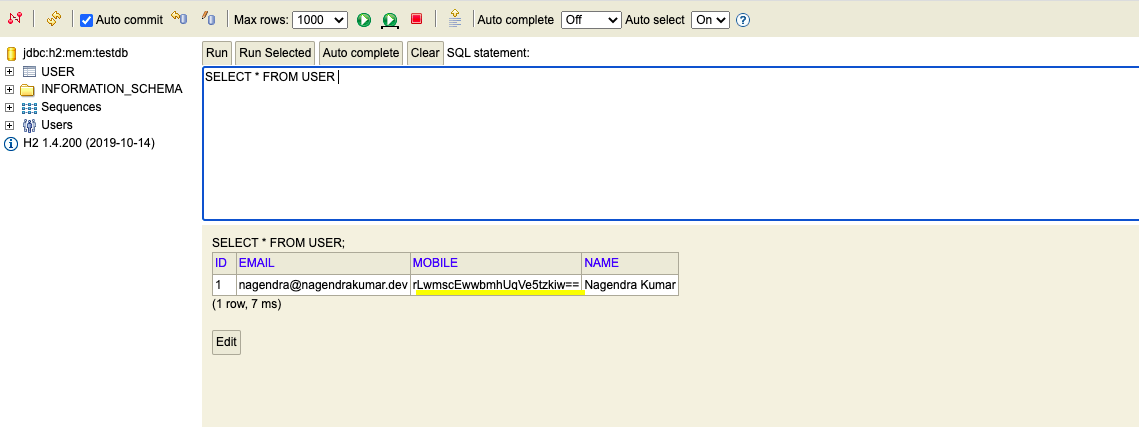 Auto commit Max rows: 1000 Auto complete Off Auto select On ?
jdbc:h2:mem:testdb
USER
INFORMATION_SCHEMA
Sequences
Users
H2 1.4.200 (2019-10-14)
Run Run Selected Auto complete Clear SQL statement:
SELECT * FROM USER
SELECT * FROM USER;
ID EMAIL MOBILE NAME
1 nagendra@nagendrakumar.dev rLwmscEwwbmhUqVe5tzkiw== Nagendra Kumar
(1 row, 7 ms)
Edit